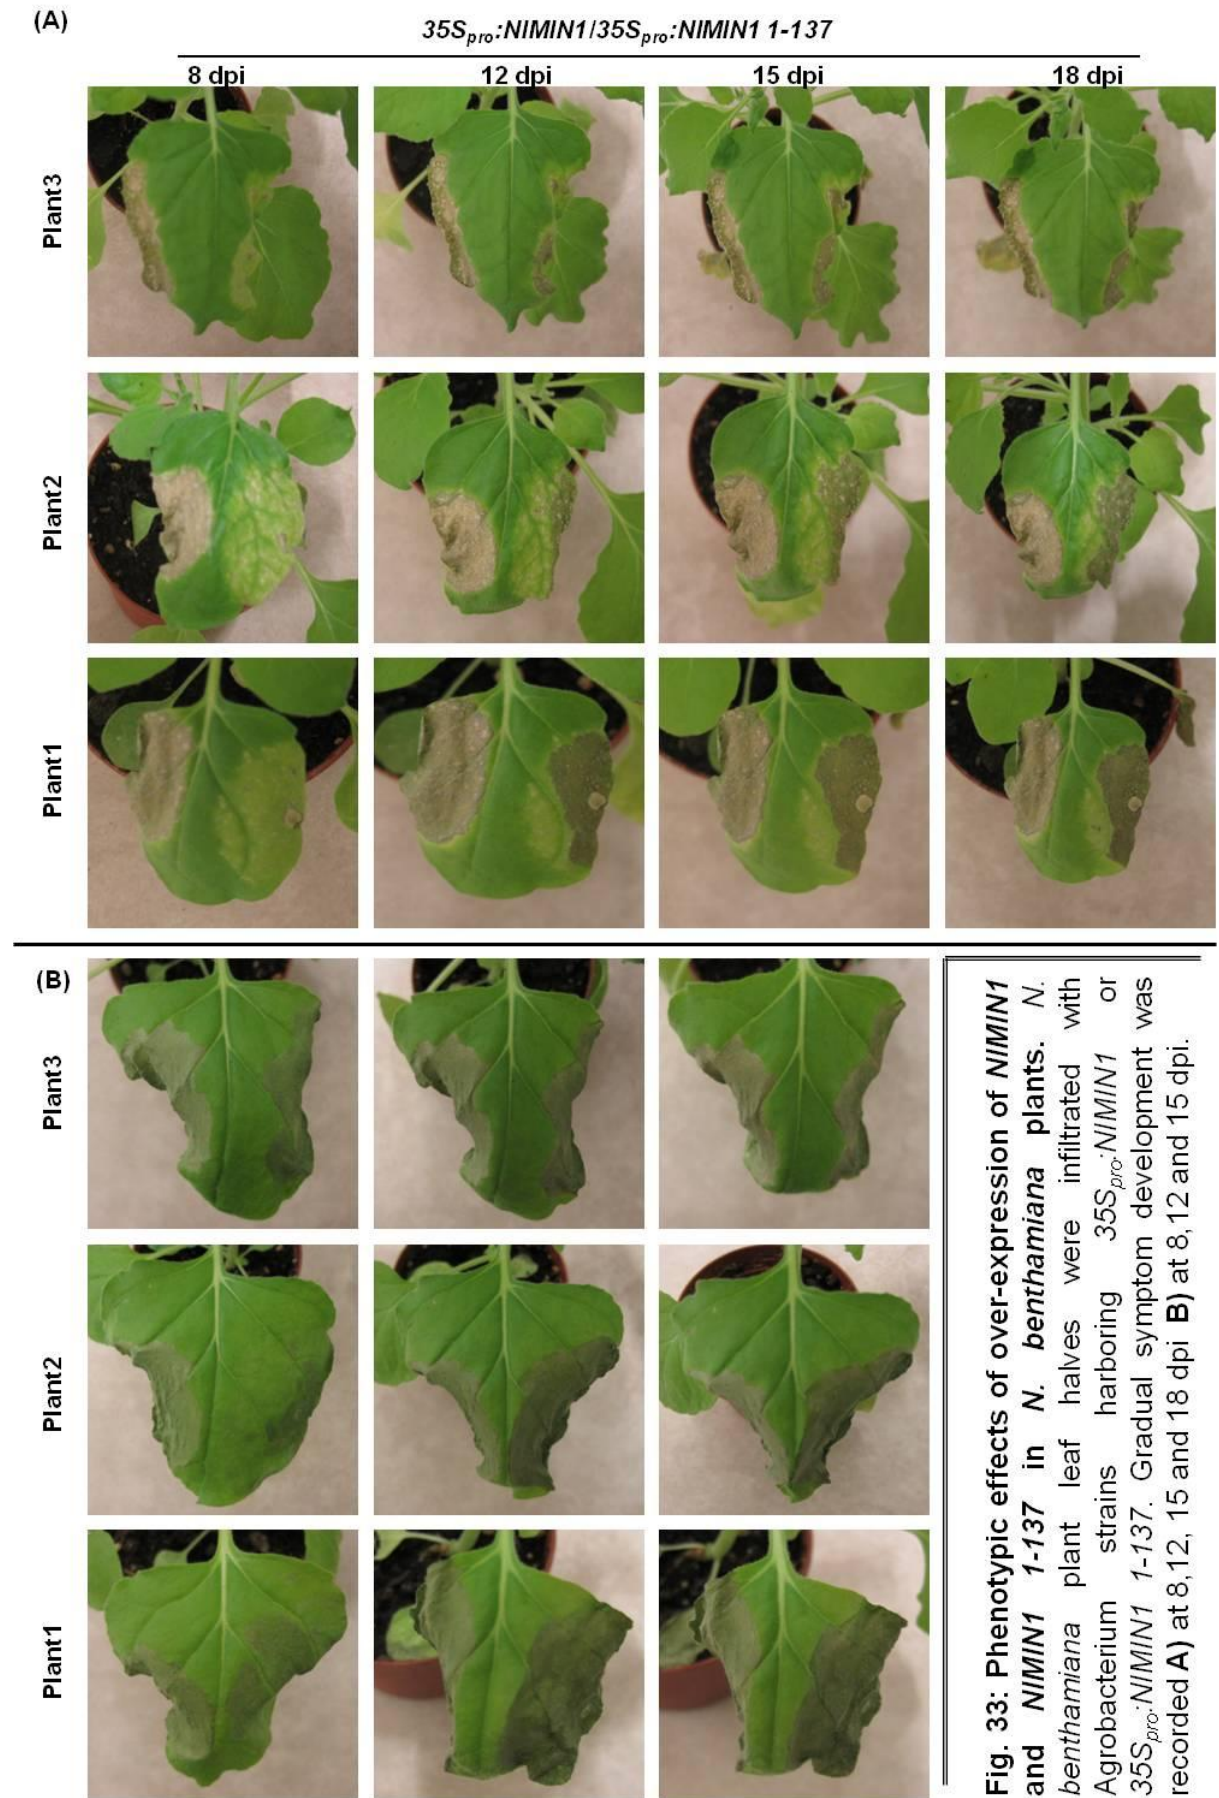 (A)
35Spro:NIMIN1/35Spro:NIMIN1 1-137
8 dpi 12 dpi 15 dpi 18 dpi
Plant3
Plant2
Plant1
(B)
Plant3
Plant2
Plant1
Fig. 33: Phenotypic effects of over-expression of NIMIN1
and NIMIN1 1-137 in N. benthamiana plants. N.
benthamiana plant leaf halves were infiltrated with
Agrobacterium strains harboring 35Spro:NIMIN1 or
35Spro:NIMIN1 1-137. Gradual symptom development was
recorded A) at 8,12, 15 and 18 dpi B) at 8,12 and 15 dpi.